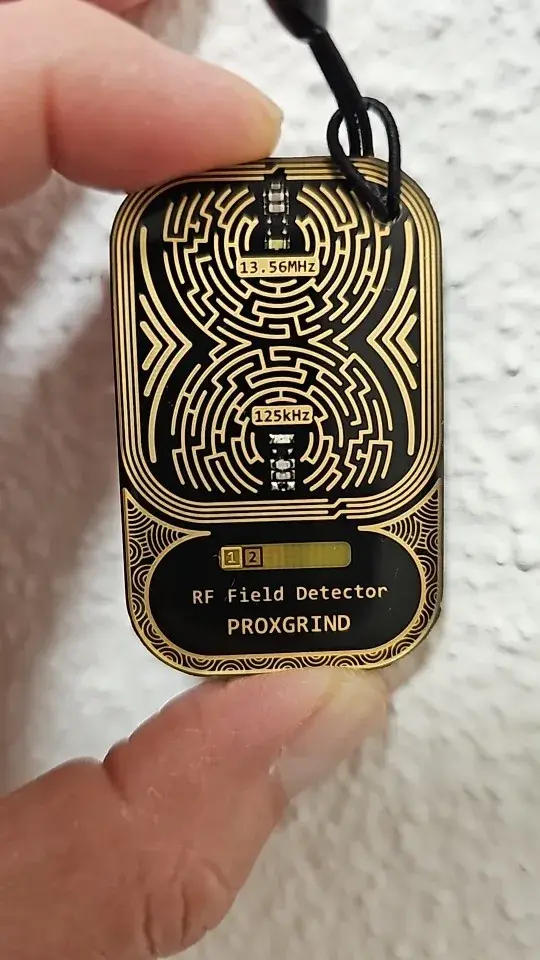 13.56MHz
125kHz
1 2
RF Field Detector
PROXGRIND